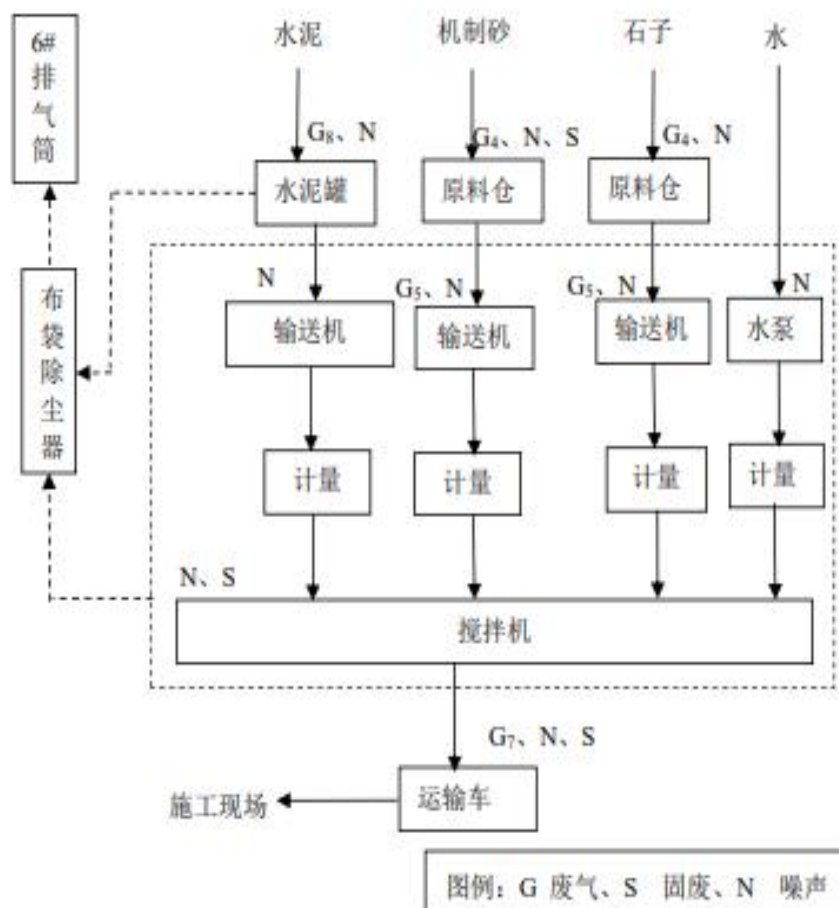 6#排气筒
水泥 机制砂 石子 水
G₈、N G₄、N、S G₄、N
水泥罐 原料仓 原料仓
N G₅、N G₅、N N
布袋除尘器
输送机 输送机 输送机 水泵
计量 计量 计量 计量
N、S
搅拌机
G₇、N、S
施工现场 运输车
图例：G 废气、S 固废、N 噪声